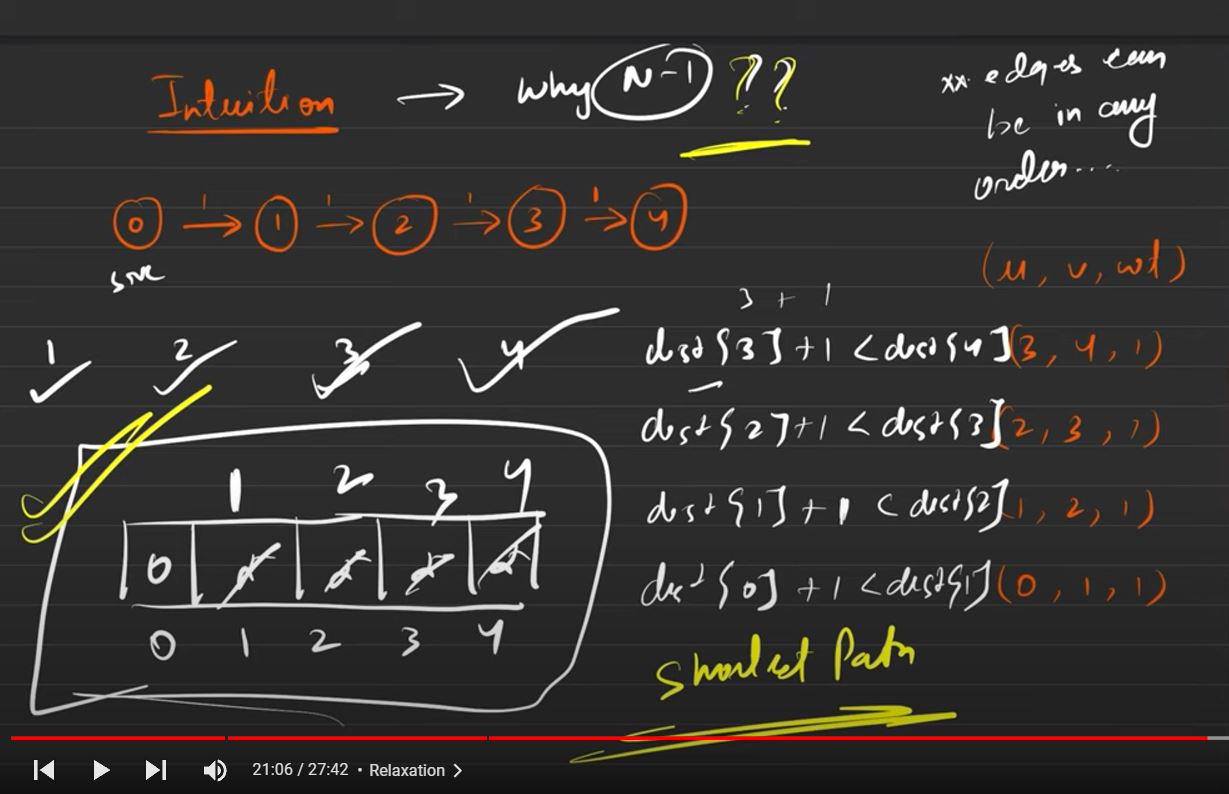 Intuition → Why N-1 ??
** edges can
be in any
order....
0 → 1 → 2 → 3 → 4
1 1 1 1
src
(u, v, wt)
3 + 1
dist[3] + 1 < dist[4] (3, 4, 1)
dist[2] + 1 < dist[3] (2, 3, 1)
dist[1] + 1 < dist[2] (1, 2, 1)
dist[0] + 1 < dist[1] (0, 1, 1)
1 2 3 4
1 2 3 4
0
0 1 2 3 4
Shortest Path
21:06 / 27:42 • Relaxation